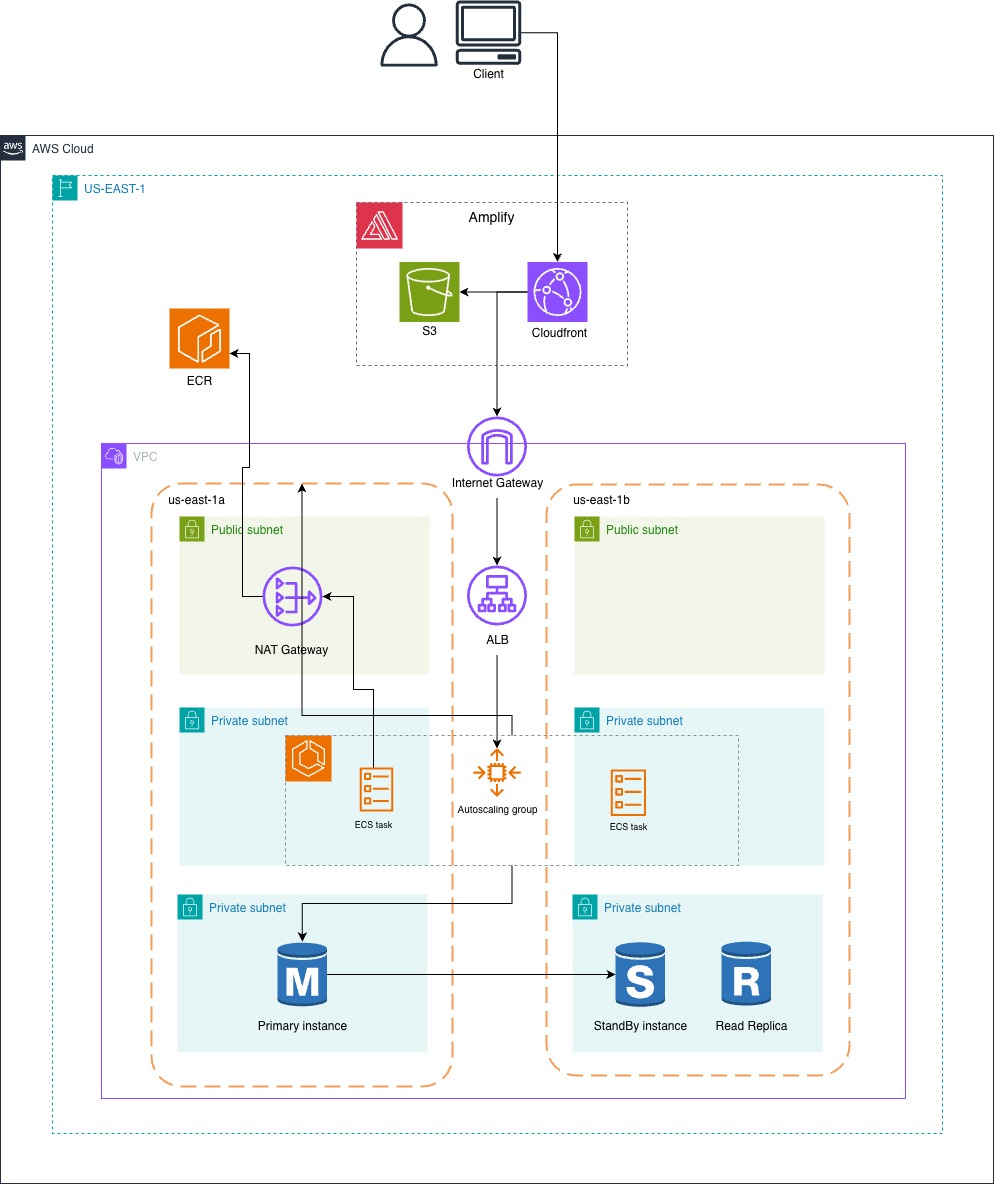 Client
aws
AWS Cloud
US-EAST-1
Amplify
S3
Cloudfront
ECR
VPC
Internet Gateway
us-east-1a
us-east-1b
Public subnet
Public subnet
NAT Gateway
ALB
Private subnet
Private subnet
Autoscaling group
ECS task
ECS task
Private subnet
Private subnet
M
S
R
Primary instance
StandBy instance
Read Replica